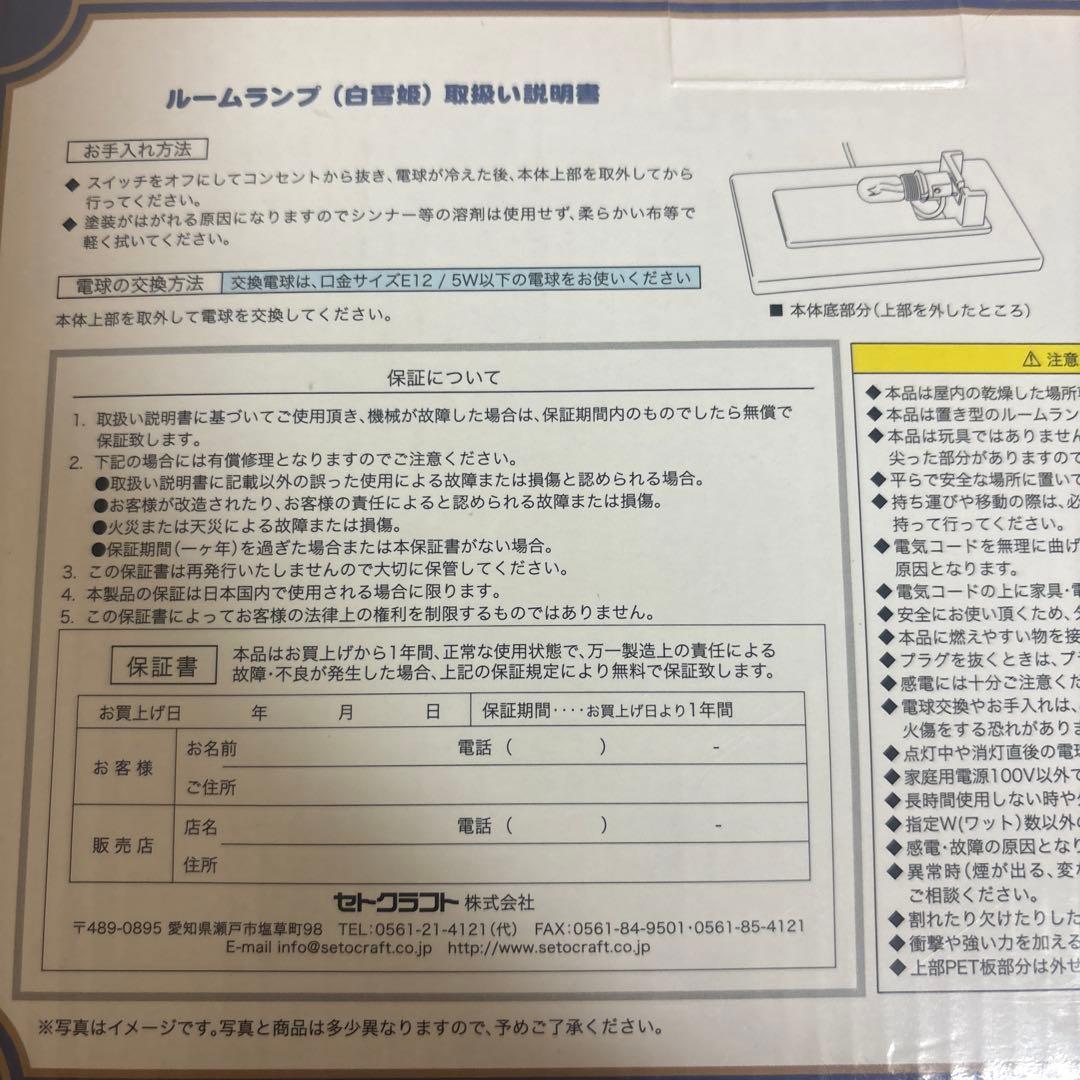 ルームランプ（白雪姫）取扱い説明書
お手入れ方法
◆ スイッチをオフにしてコンセントから抜き、電球が冷えた後、本体上部を取外してから
行ってください。
◆ 塗装がはがれる原因になりますのでシンナー等の溶剤は使用せず、柔らかい布等で
軽く拭いてください。
電球の交換方法 交換電球は、口金サイズE12 / 5W以下の電球をお使いください
本体上部を取外して電球を交換してください。
■ 本体底部分（上部を外したところ）
保証について
1. 取扱い説明書に基づいてご使用頂き、機械が故障した場合は、保証期間内のものでしたら無償で
保証致します。
2. 下記の場合には有償修理となりますのでご注意ください。
●取扱い説明書に記載以外の誤った使用による故障または損傷と認められる場合。
●お客様が改造されたり、お客様の責任によると認められる故障または損傷。
●火災または天災による故障または損傷。
●保証期間（一ヶ年）を過ぎた場合または本保証書がない場合。
3. この保証書は再発行いたしませんので大切に保管してください。
4. 本製品の保証は日本国内で使用される場合に限ります。
5. この保証書によってお客様の法律上の権利を制限するものではありません。
保証書
本品はお買上げから1年間、正常な使用状態で、万一製造上の責任による
故障・不良が発生した場合、上記の保証規定により無料で保証致します。
お買上げ日 年 月 日 保証期間････お買上げ日より1年間
お客様
お名前 電話（ ） -
ご住所
販売店
店名 電話（ ） -
住所
セトクラフト株式会社
〒489-0895 愛知県瀬戸市塩草町98 TEL：0561-21-4121（代） FAX：0561-84-9501・0561-85-4121
E-mail info@setocraft.co.jp http://www.setocraft.co.jp
※写真はイメージです。写真と商品は多少異なりますので、予めご了承ください。
⚠ 注意
◆本品は屋内の乾燥した場所
◆本品は置き型のルームラン
◆本品は玩具ではありません
尖った部分がありますので
◆平らで安全な場所に置いて
◆持ち運びや移動の際は、必
持って行ってください。
◆電気コードを無理に曲げ
原因となります。
◆電気コードの上に家具・電
◆安全にお使い頂くため、
◆本品に燃えやすい物を接
◆プラグを抜くときは、プ
◆感電には十分ご注意くだ
◆電球交換やお手入れは、
火傷をする恐れがありま
◆点灯中や消灯直後の電球
◆家庭用電源100V以外で
◆長時間使用しない時や
◆指定W（ワット）数以外の
◆感電・故障の原因となり
◆異常時（煙が出る、変な
ご相談ください。
◆割れたり欠けたりした
◆衝撃や強い力を加える
◆上部PET板部分は外せ